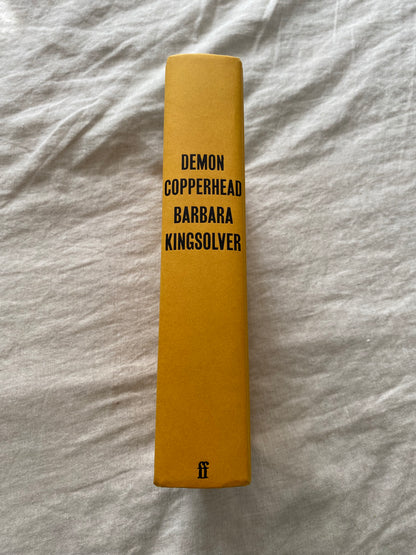 DEMON
COPPERHEAD
BARBARA
KINGSOLVER
ff